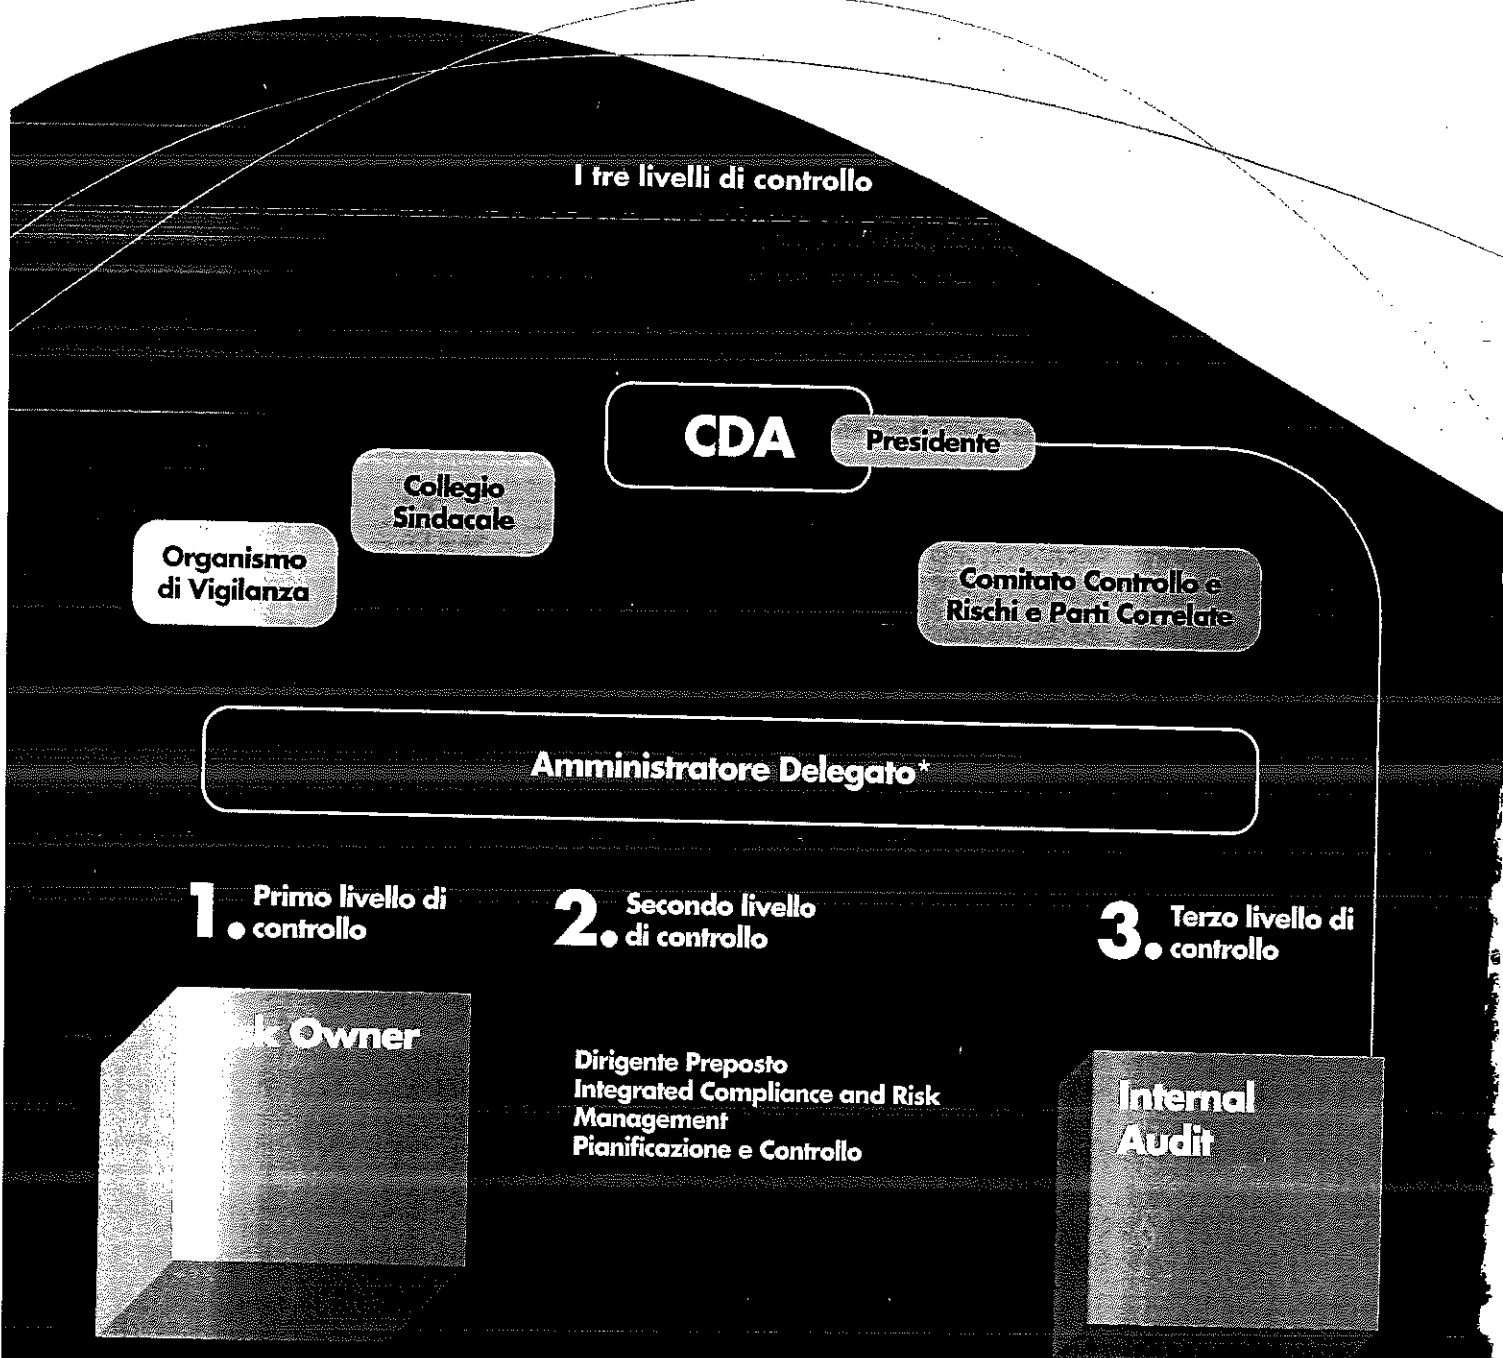 I tre livelli di controllo
CDA
Presidente
Collegio
Sindacale
Organismo
di Vigilanza
Comitato Controllo e
Rischi e Parti Correlate
Amministratore Delegato*
1. Primo livello di
controllo
2. Secondo livello
di controllo
3. Terzo livello di
controllo
Owner
Dirigente Preposto
Integrated Compliance and Risk
Management
Pianificazione e Controllo
Internal
Audit